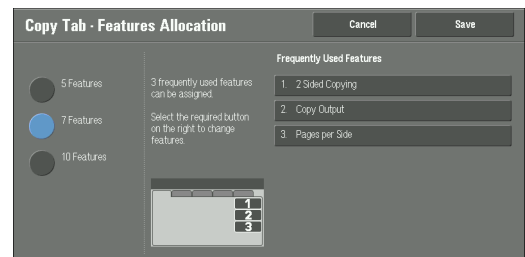 Copy Tab - Features Allocation
Cancel
Save
5 Features
7 Features
10 Features
3 frequently used features
can be assigned.
Select the required button
on the right to change
features.
1
2
3
Frequently Used Features
1. 2 Sided Copying
2. Copy Output
3. Pages per Side